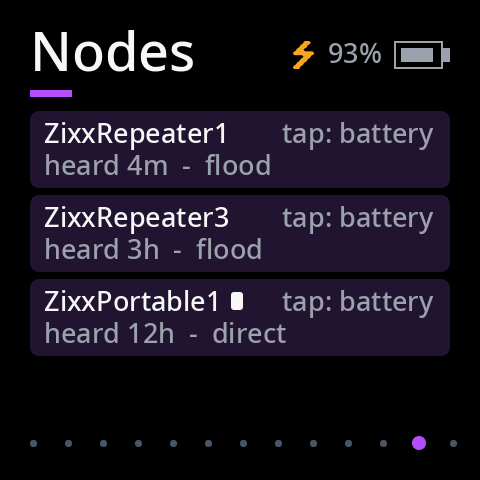 Nodes
93%
ZixxRepeater1 tap: battery
heard 4m - flood
ZixxRepeater3 tap: battery
heard 3h - flood
ZixxPortable1 tap: battery
heard 12h - direct